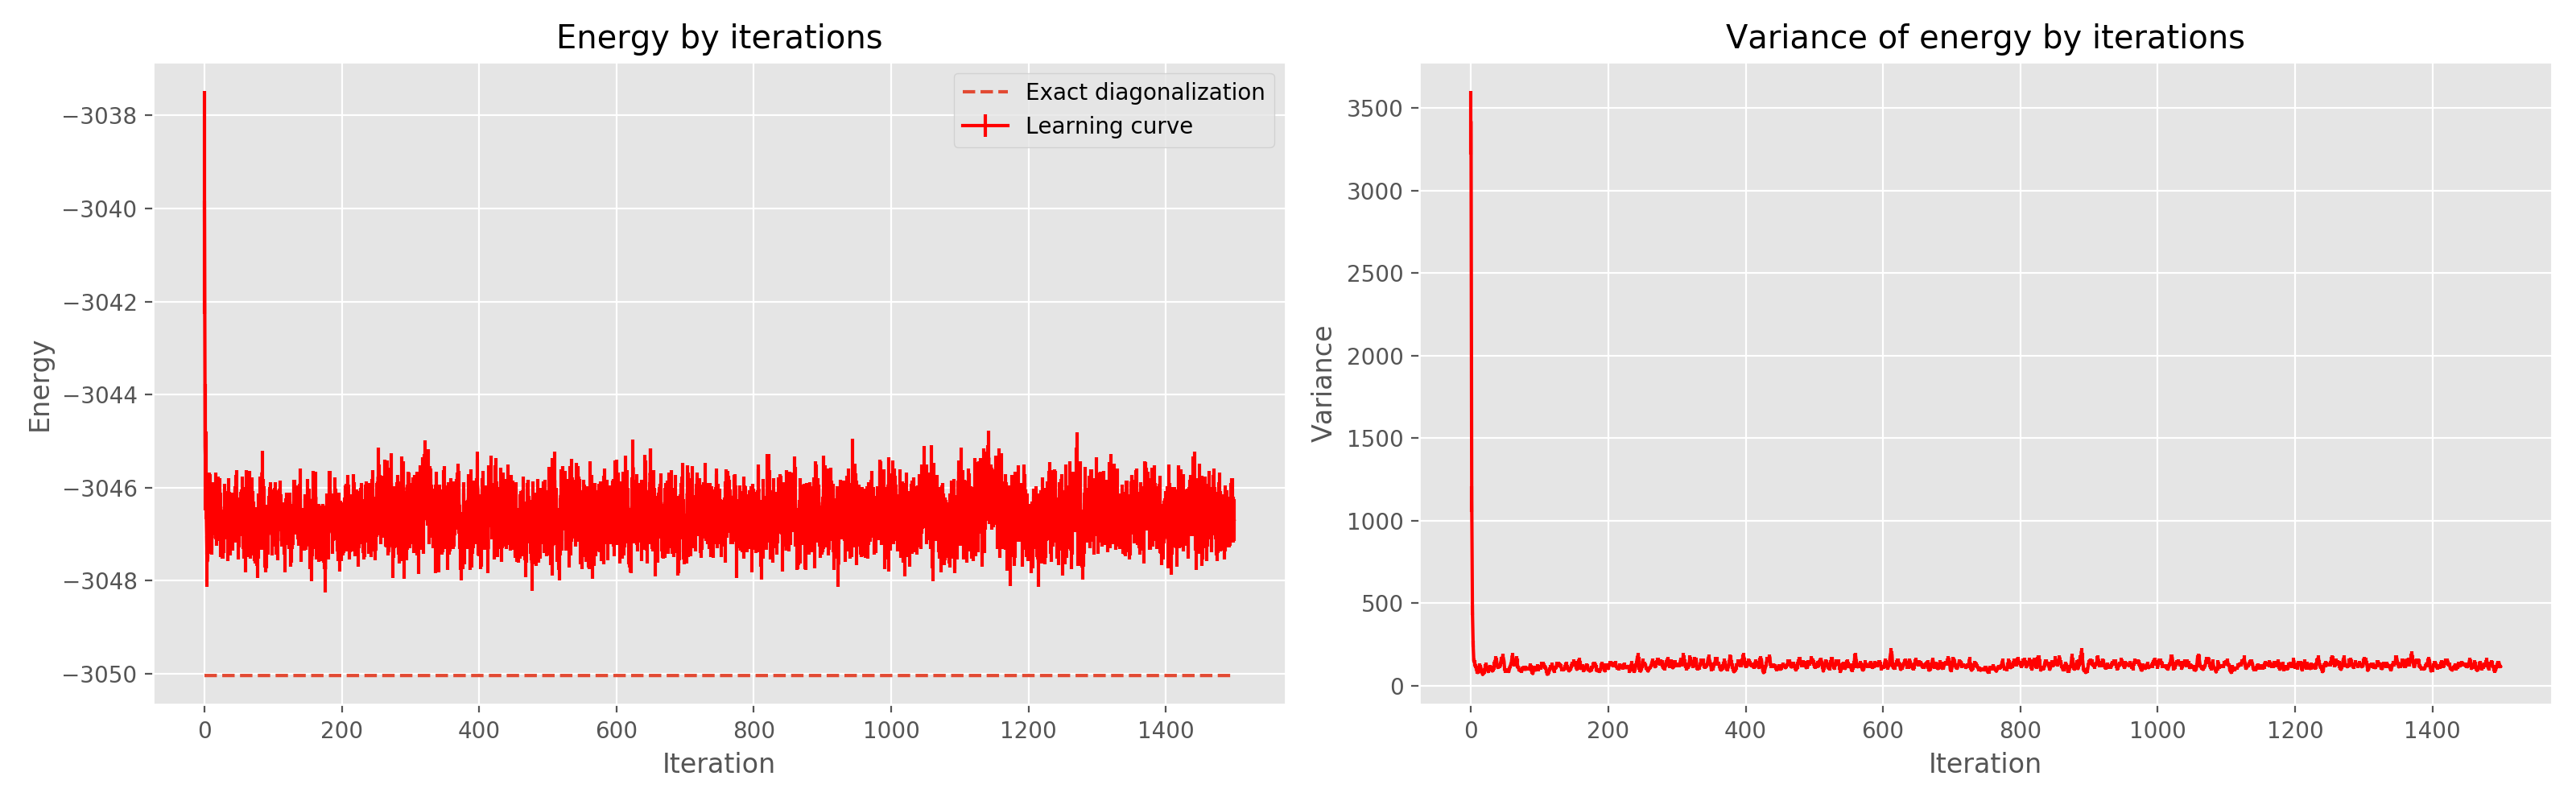 Energy by iterations
Exact diagonalization
Learning curve
−3038
−3040
−3042
−3044
−3046
−3048
−3050
Energy
0 200 400 600 800 1000 1200 1400
Iteration
Variance of energy by iterations
3500
3000
2500
2000
1500
1000
500
0
Variance
0 200 400 600 800 1000 1200 1400
Iteration